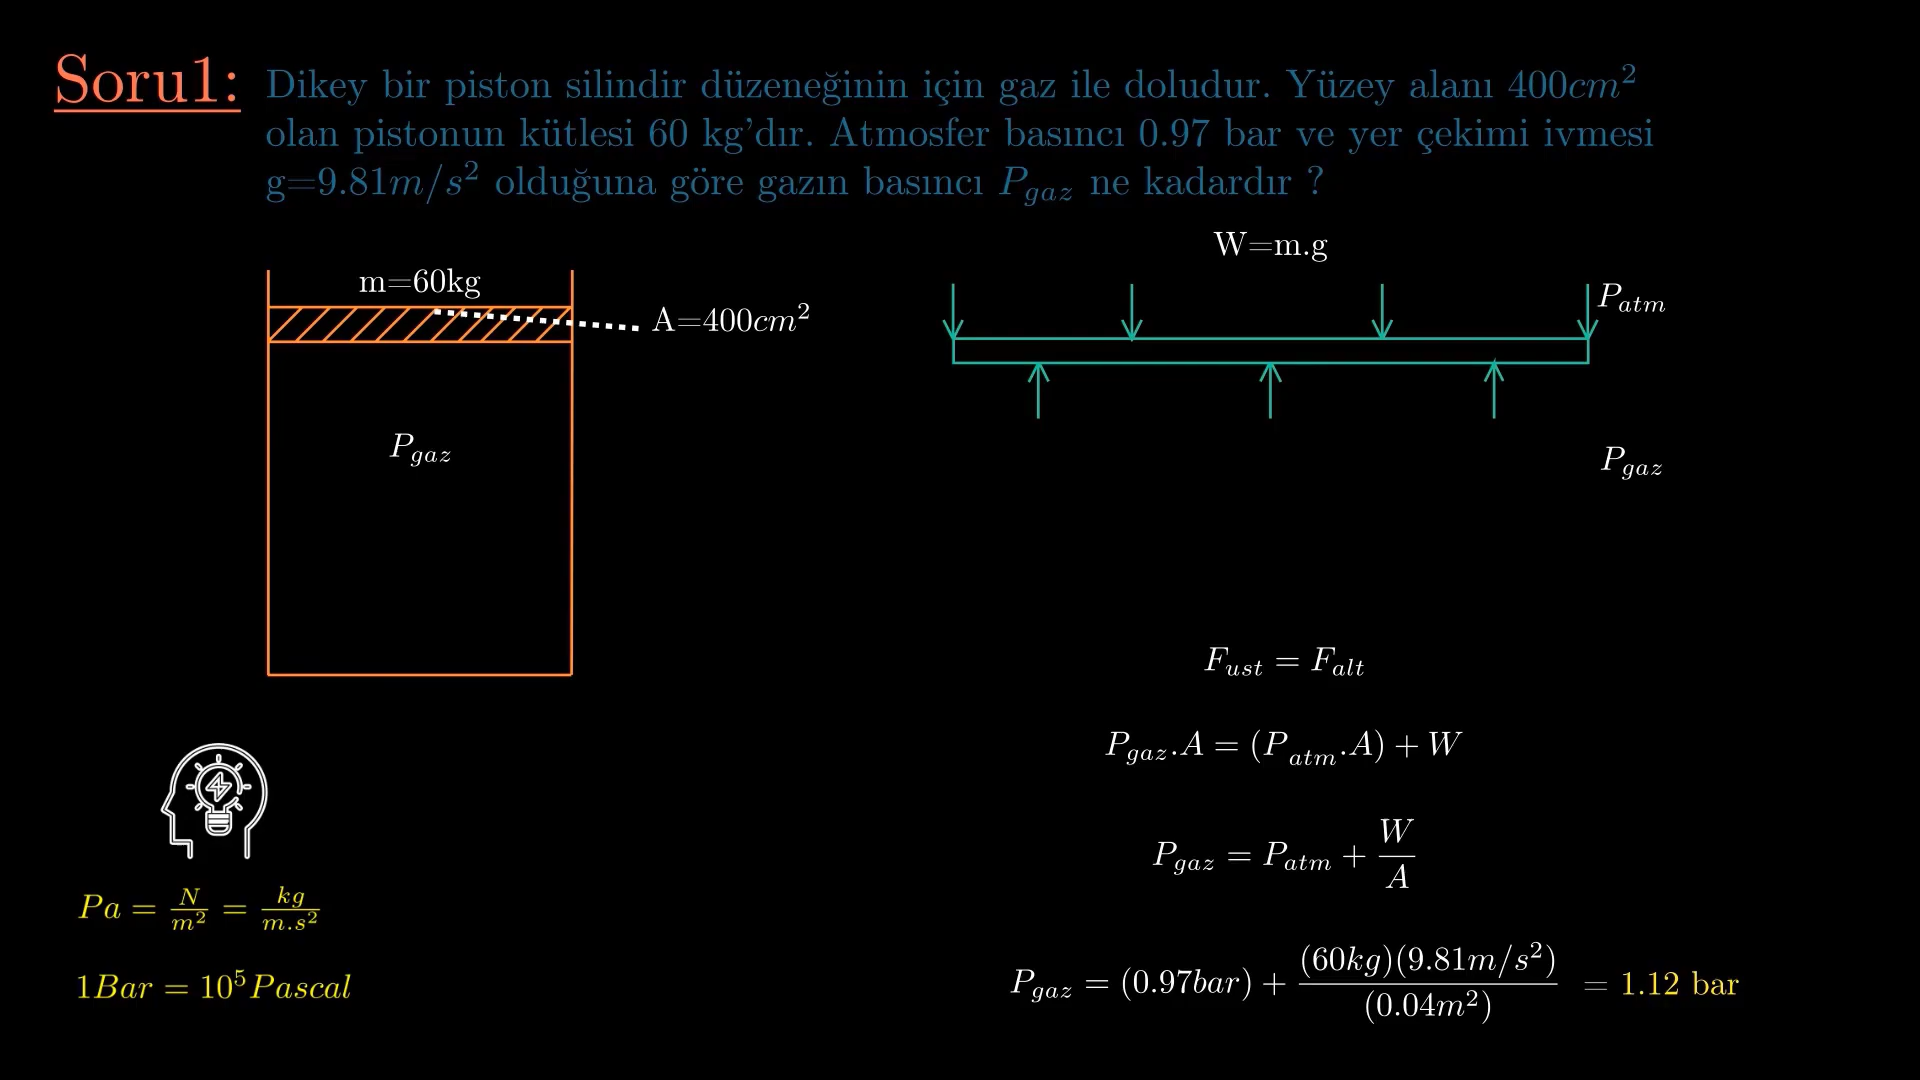 Soru1:
Dikey bir piston silindir düzeneğinin için gaz ile doludur. Yüzey alanı 400cm²
olan pistonun kütlesi 60 kg'dır. Atmosfer basıncı 0.97 bar ve yer çekimi ivmesi
g=9.81m/s² olduğuna göre gazın basıncı P_gaz ne kadardır ?
W=m.g
m=60kg
A=400cm²
P_atm
P_gaz
P_gaz
F_ust = F_alt
P_gaz.A = (P_atm.A) + W
P_gaz = P_atm + W/A
Pa = N/m² = kg/m.s²
1Bar = 10⁵Pascal
P_gaz = (0.97bar) + (60kg)(9.81m/s²)/(0.04m²) = 1.12 bar